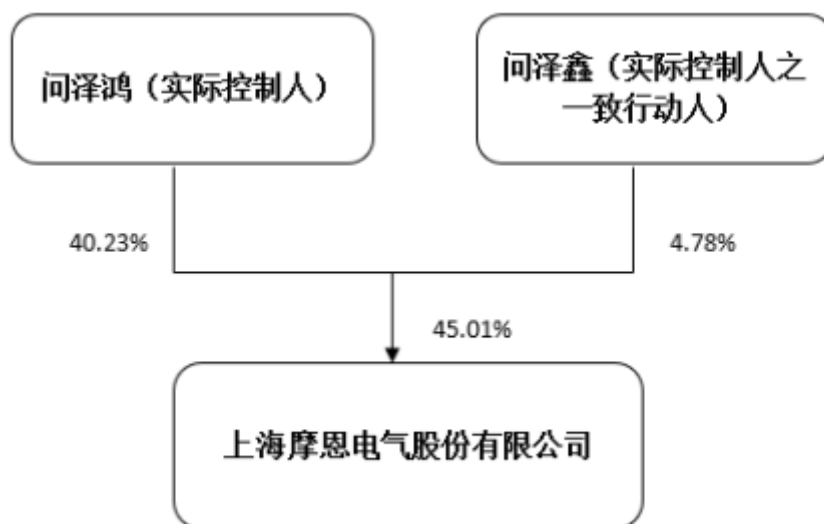 问泽鸿（实际控制人）
问泽鑫（实际控制人之
一致行动人）
40.23%
4.78%
45.01%
上海摩恩电气股份有限公司